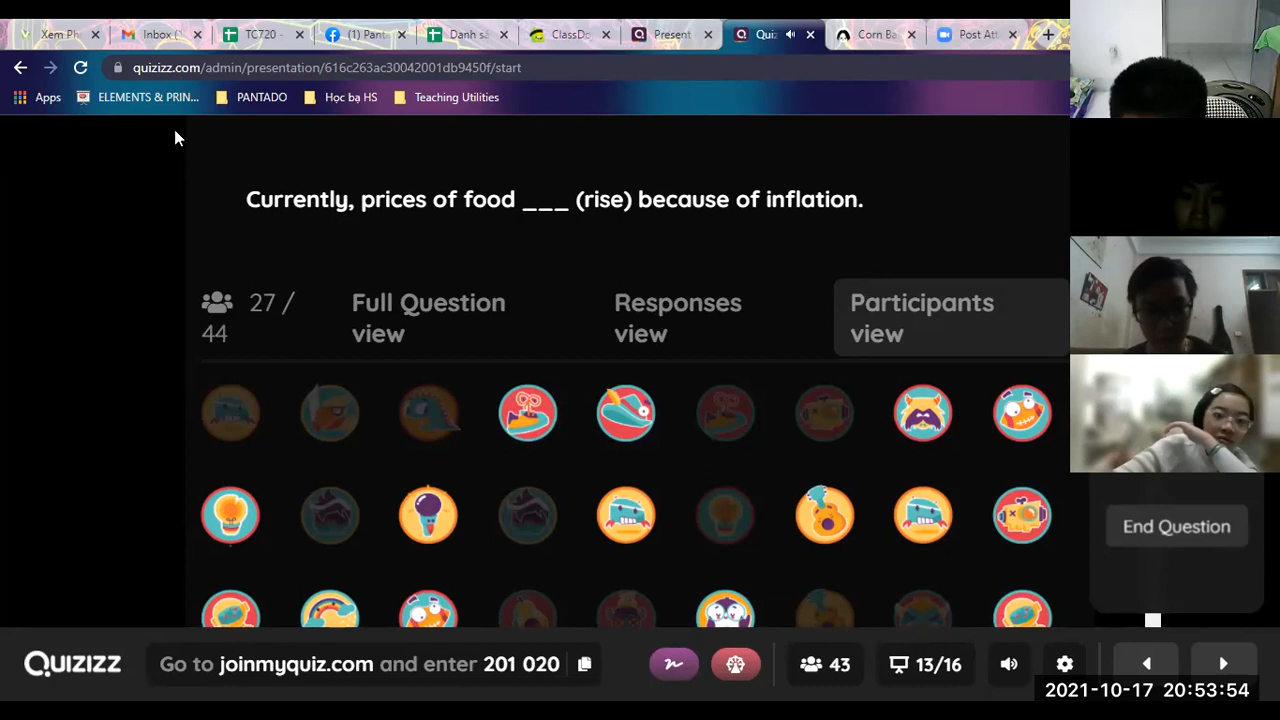 Xem Ph
Inbox (
TC720 -
(1) Pant
Danh sá
ClassDo
Present
Quiz
Corn Ba
Post Att
quizizz.com/admin/presentation/616c263ac30042001db9450f/start
Apps
ELEMENTS & PRIN...
PANTADO
Học bạ HS
Teaching Utilities
Currently, prices of food ___ (rise) because of inflation.
27 /
44
Full Question
view
Responses
view
Participants
view
End Question
QUIZIZZ
Go to joinmyquiz.com and enter 201 020
43
13/16
2021-10-17 20:53:54